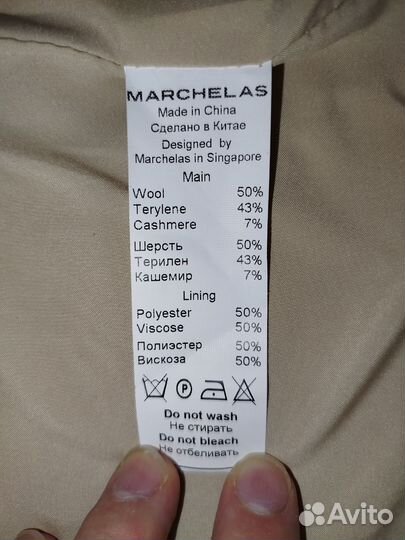 MARCHELAS
Made in China
Сделано в Китае
Designed by
Marchelas in Singapore
Main
Wool 50%
Terylene 43%
Cashmere 7%
Шерсть 50%
Терилен 43%
Кашемир 7%
Lining
Polyester 50%
Viscose 50%
Полиэстер 50%
Вискоза 50%
P
Do not wash
Не стирать
Do not bleach
Не отбеливать
Avito